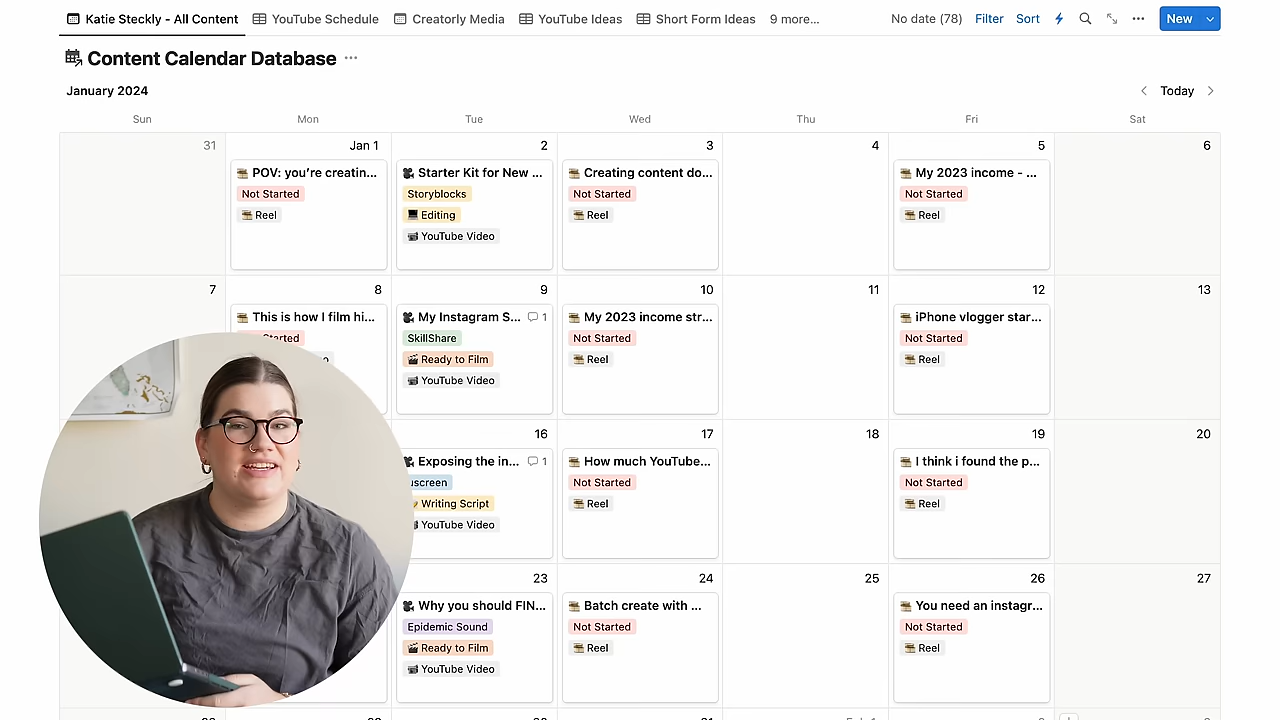 Katie Steckly - All Content YouTube Schedule Creatorly Media YouTube Ideas Short Form Ideas 9 more... No date (78) Filter Sort New
Content Calendar Database
January 2024 Today
Sun Mon Tue Wed Thu Fri Sat
31 Jan 1 2 3 4 5 6
POV: you're creatin... Starter Kit for New ... Creating content do... My 2023 income - ...
Not Started Storyblocks Not Started Not Started
Reel Editing Reel Reel
YouTube Video
7 8 9 10 11 12 13
This is how I film hi... My Instagram S... 1 My 2023 income str... iPhone vlogger star...
Started SkillShare Not Started Not Started
Ready to Film Reel Reel
YouTube Video
16 17 18 19 20
Exposing the in... 1 How much YouTube... I think i found the p...
uscreen Not Started Not Started
Writing Script Reel Reel
YouTube Video
23 24 25 26 27
Why you should FIN... Batch create with ... You need an instagr...
Epidemic Sound Not Started Not Started
Ready to Film Reel Reel
YouTube Video